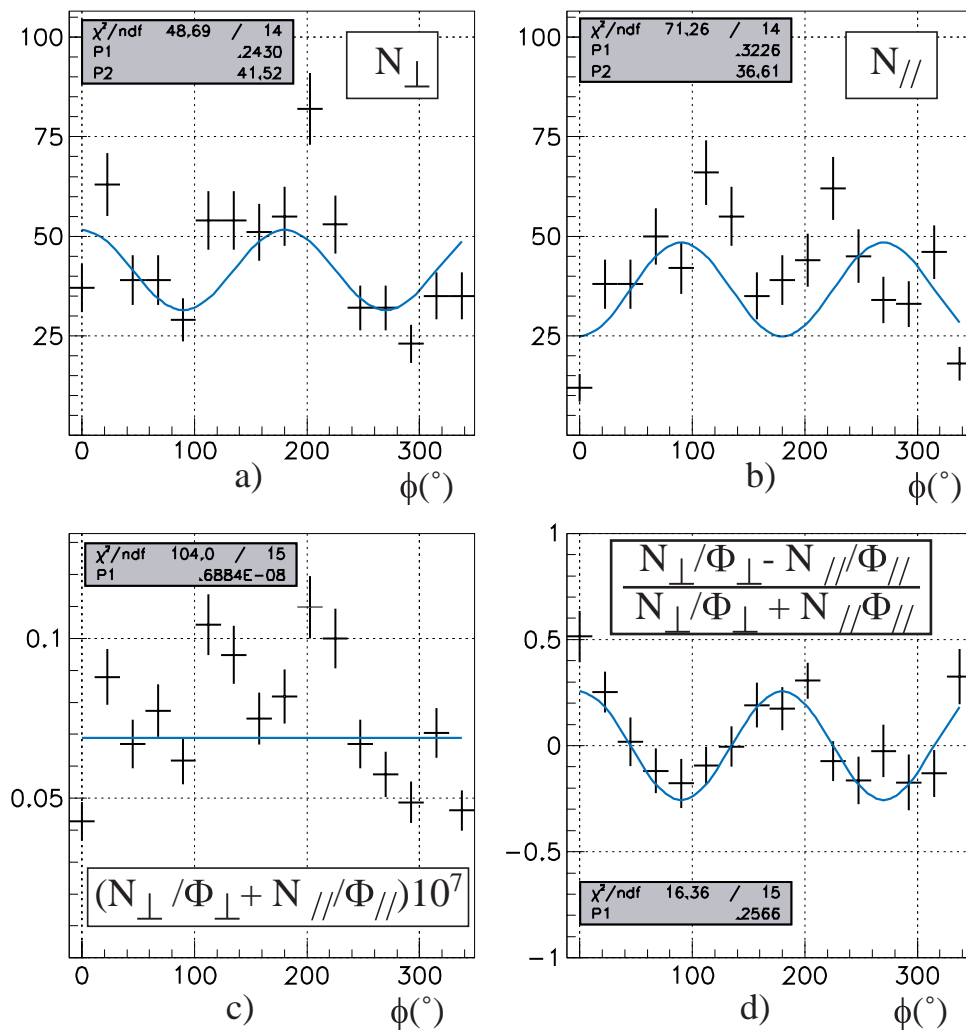 χ²/ndf 48.69 / 14
P1 .2430
P2 41.52
N⊥
100
75
50
25
0 100 200 300
a)
ϕ(°)
χ²/ndf 71.26 / 14
P1 .3226
P2 36.61
N//
100
75
50
25
0 100 200 300
b)
ϕ(°)
χ²/ndf 104.0 / 15
P1 .6884E-08
0.1
0.05
(N⊥/Φ⊥+ N///Φ//)10⁷
0 100 200 300
c)
ϕ(°)
N⊥/Φ⊥- N///Φ//
N⊥/Φ⊥ + N//Φ//
1
0.5
0
−0.5
−1
χ²/ndf 16.36 / 15
P1 .2566
0 100 200 300
d)
ϕ(°)